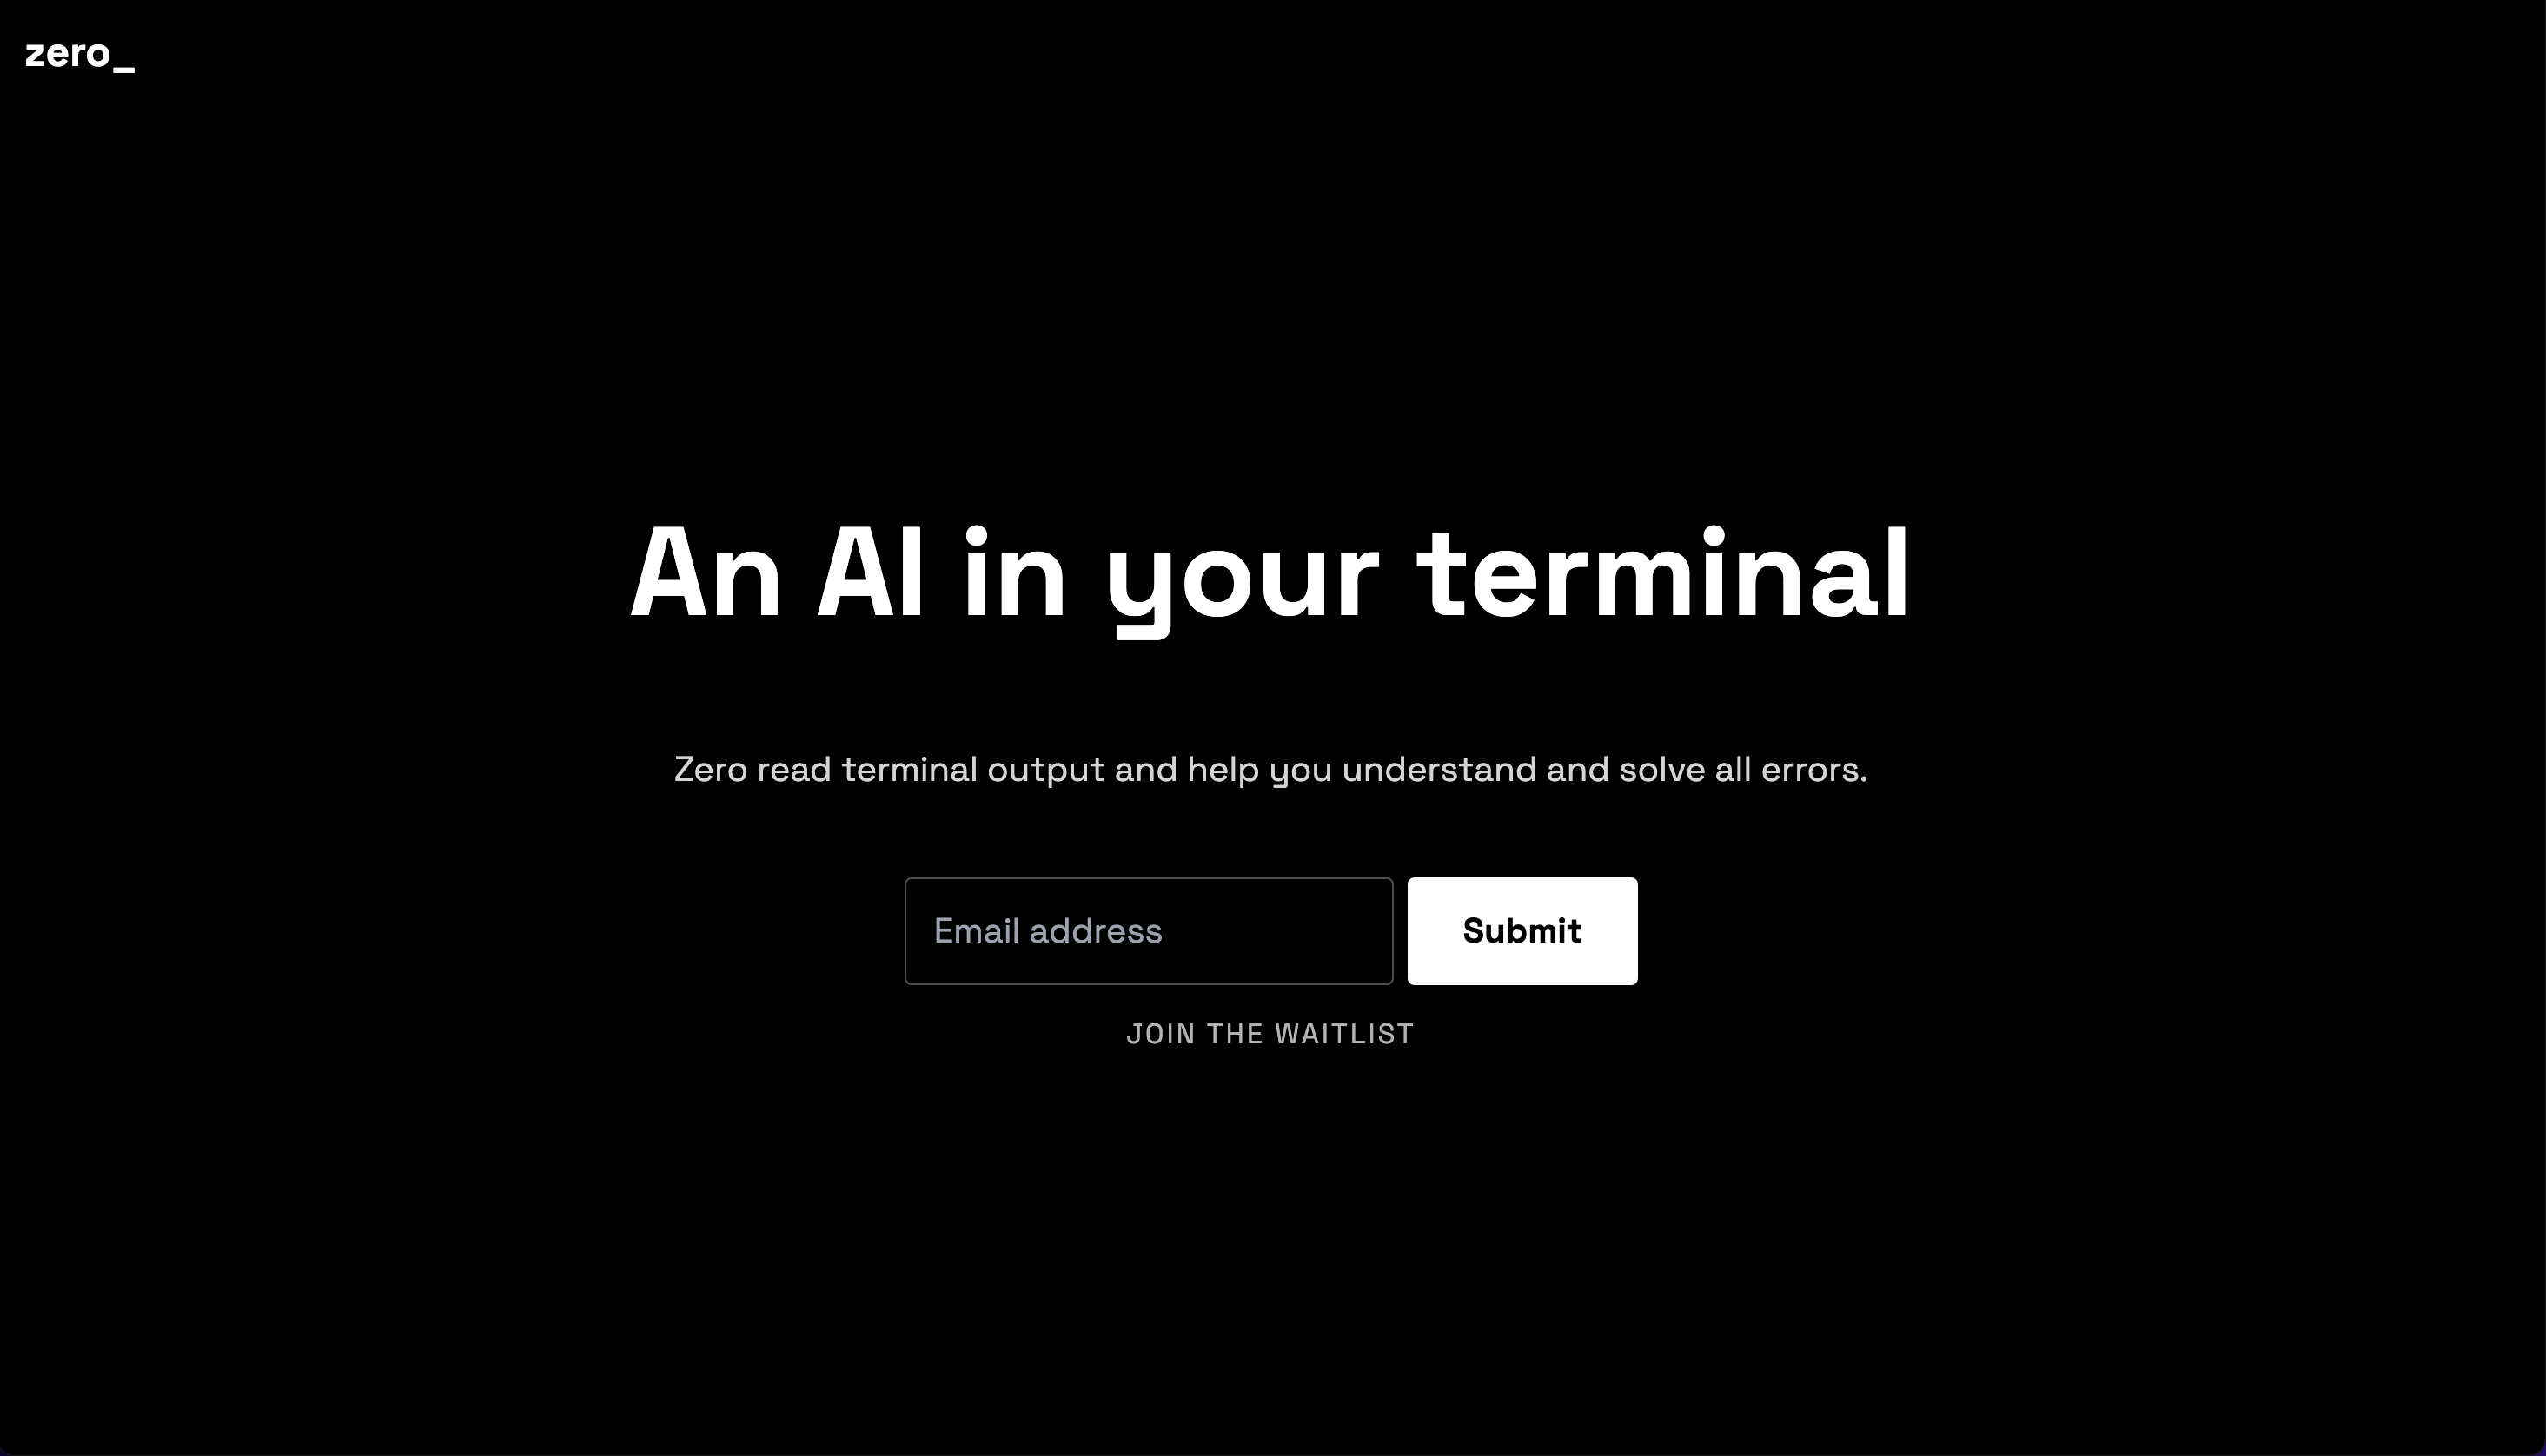 zero_
An AI in your terminal
Zero read terminal output and help you understand and solve all errors.
Email address
Submit
JOIN THE WAITLIST